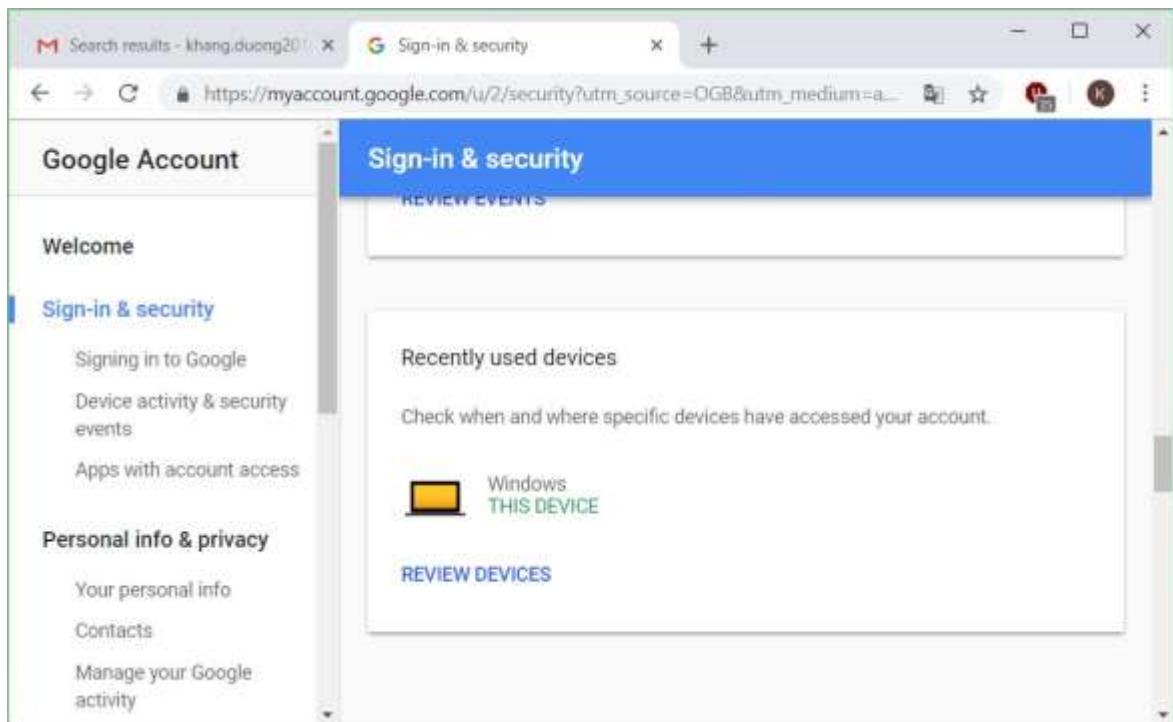 Search results - khang.duong201
Sign-in & security
https://myaccount.google.com/u/2/security?utm_source=OGB&utm_medium=a...
K
Google Account
Sign-in & security
REVIEW EVENTS
Welcome
Sign-in & security
Signing in to Google
Device activity & security
events
Apps with account access
Personal info & privacy
Your personal info
Contacts
Manage your Google
activity
Recently used devices
Check when and where specific devices have accessed your account.
Windows
THIS DEVICE
REVIEW DEVICES